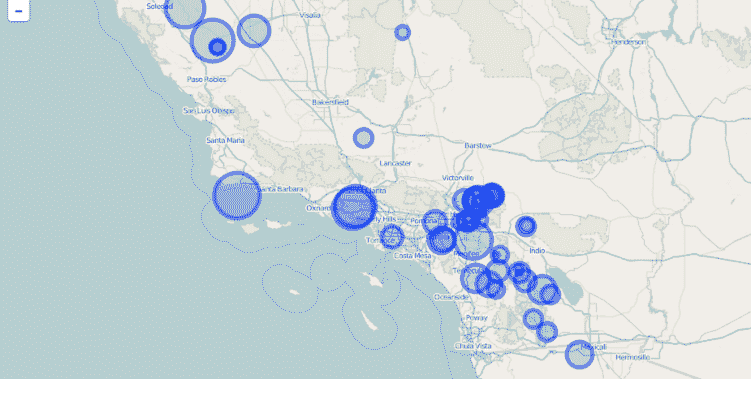 Soledad
Visalia
Henderson
Paso Robles
Bakersfield
San Luis Obispo
Santa Maria
Barstow
Lancaster
Victorville
Santa Barbara
Oxnard
Pomona
Torrance
Costa Mesa
Indio
Oceanside
Poway
Chula Vista
Mexicali
Hermosillo